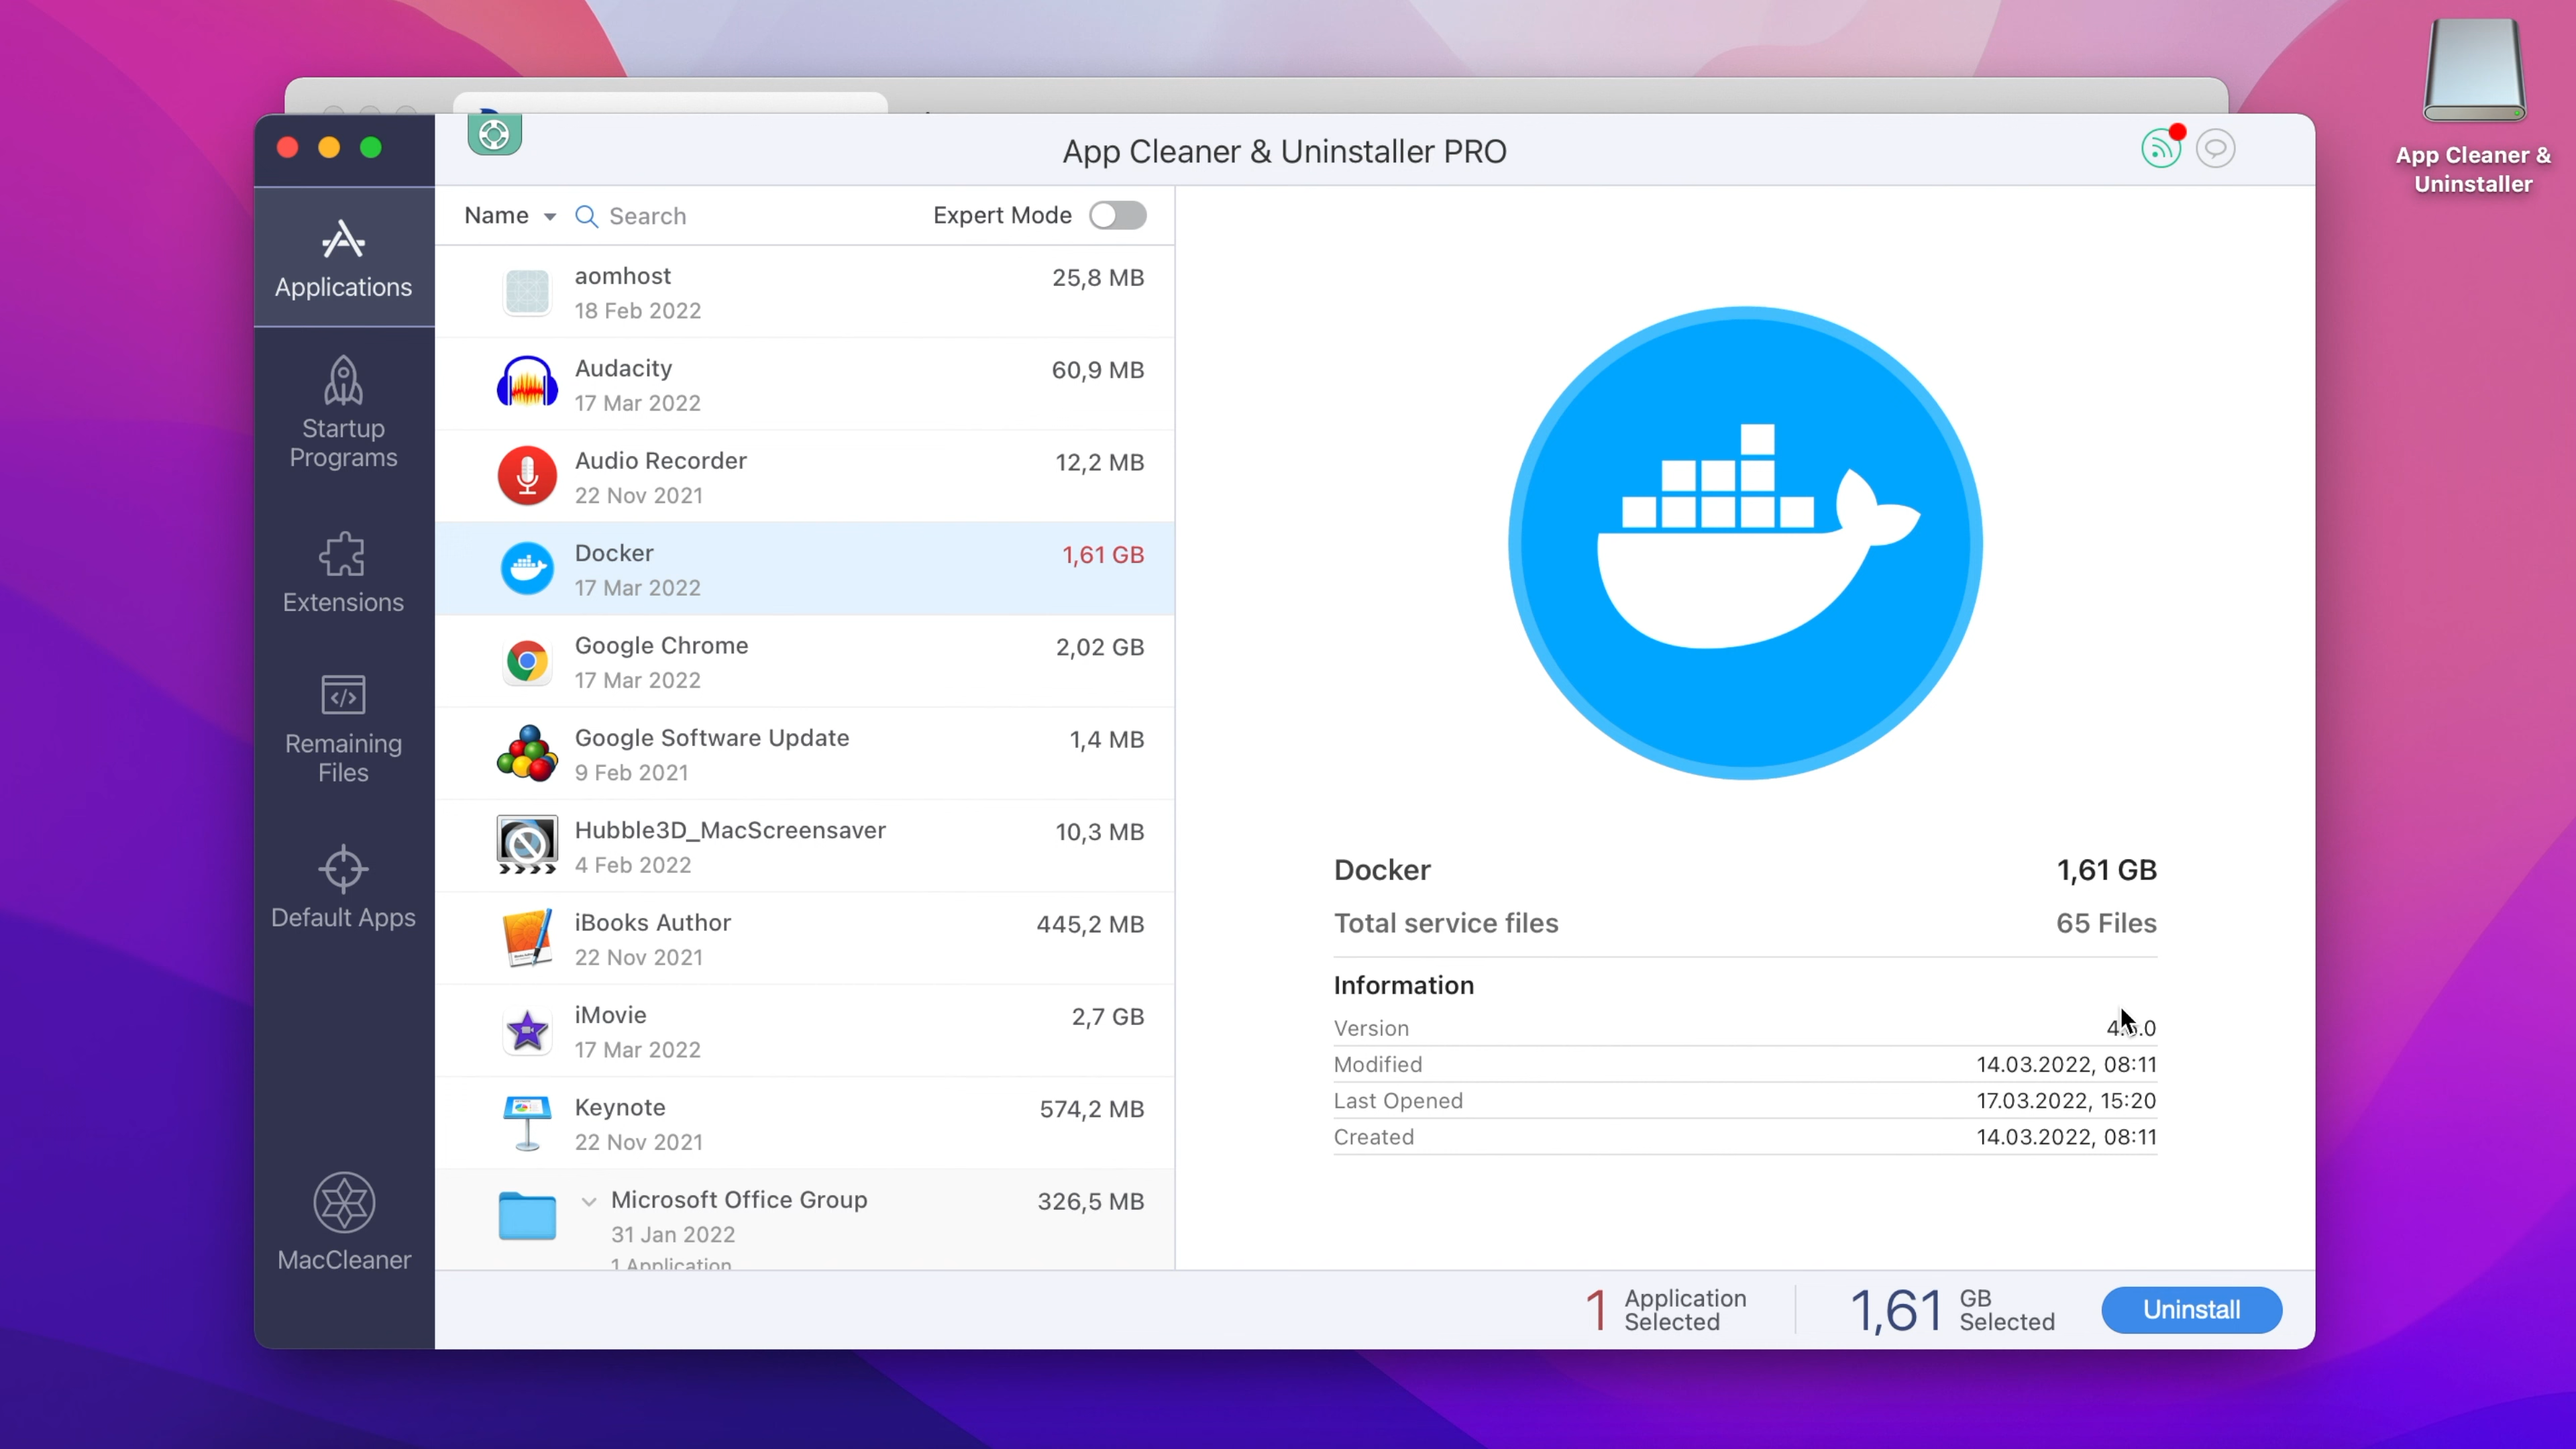 App Cleaner &
Uninstaller
App Cleaner & Uninstaller PRO
Name
Search
Expert Mode
Applications
Startup
Programs
Extensions
Remaining
Files
Default Apps
MacCleaner
aomhost
25,8 MB
18 Feb 2022
Audacity
60,9 MB
17 Mar 2022
Audio Recorder
12,2 MB
22 Nov 2021
Docker
1,61 GB
17 Mar 2022
Google Chrome
2,02 GB
17 Mar 2022
Google Software Update
1,4 MB
9 Feb 2021
Hubble3D_MacScreensaver
10,3 MB
4 Feb 2022
iBooks Author
445,2 MB
22 Nov 2021
iMovie
2,7 GB
17 Mar 2022
Keynote
574,2 MB
22 Nov 2021
Microsoft Office Group
326,5 MB
31 Jan 2022
1 Application
Docker
1,61 GB
Total service files
65 Files
Information
Version
Modified
14.03.2022, 08:11
Last Opened
17.03.2022, 15:20
Created
14.03.2022, 08:11
1 Application
Selected
1,61 GB
Selected
Uninstall